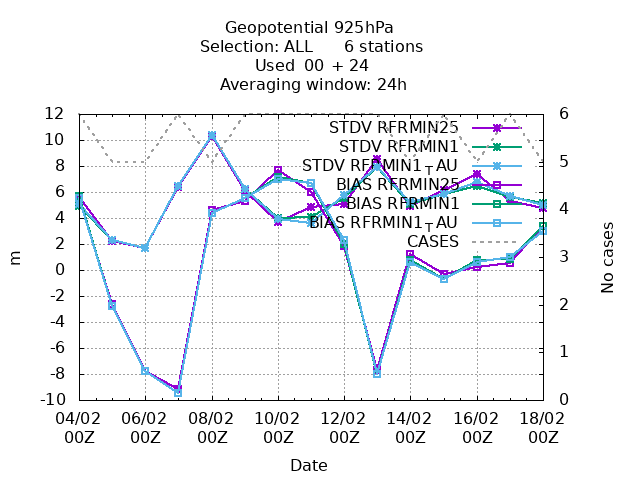 Geopotential 925hPa
Selection: ALL 6 stations
Used 00 + 24
Averaging window: 24h
12
10
8
6
4
2
0
-2
-4
-6
-8
-10
m
6
5
4
3
2
1
0
No cases
STDV RFRMIN25
STDV RFRMIN1
STDV RFRMIN1TAU
BIAS RFRMIN25
BIAS RFRMIN1
BIAS RFRMIN1TAU
CASES
04/02 06/02 08/02 10/02 12/02 14/02 16/02 18/02
00Z 00Z 00Z 00Z 00Z 00Z 00Z 00Z
Date